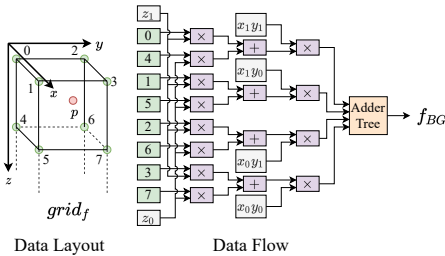 0 2 y
1 3
x
p
4 6
5 7
z
grid_f
Data Layout
z₁
0 ×
4 ×
1 ×
5 ×
2 ×
6 ×
3 ×
7 ×
z₀
x₁y₁
+ ×
x₁y₀
+ ×
+ ×
x₀y₁
+ ×
x₀y₀
Adder
Tree
f_BG
Data Flow